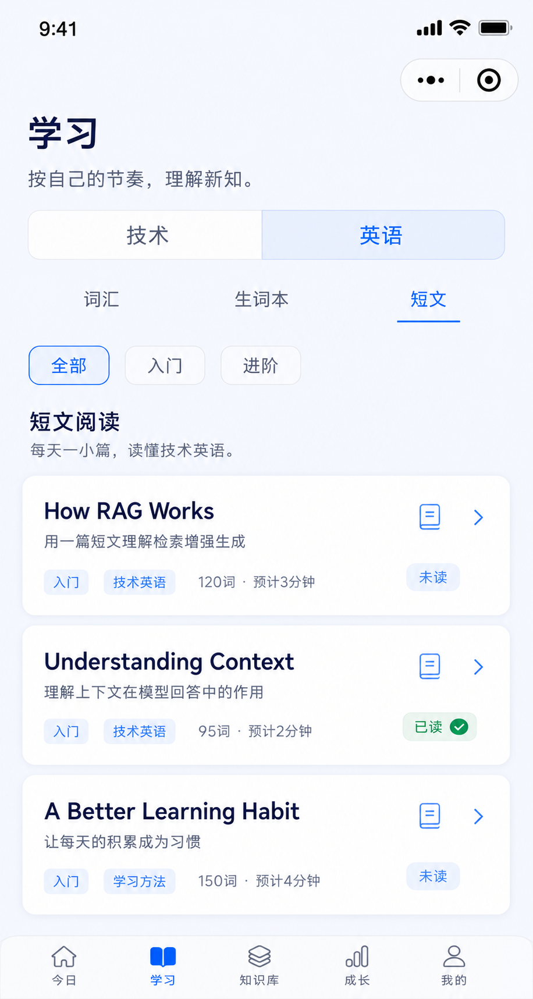 9:41
学习
按自己的节奏，理解新知。
技术 英语
词汇 生词本 短文
全部 入门 进阶
短文阅读
每天一小篇，读懂技术英语。
How RAG Works
用一篇短文理解检索增强生成
入门 技术英语 120词 · 预计3分钟 未读
Understanding Context
理解上下文在模型回答中的作用
入门 技术英语 95词 · 预计2分钟 已读
A Better Learning Habit
让每天的积累成为习惯
入门 学习方法 150词 · 预计4分钟 未读
今日 学习 知识库 成长 我的